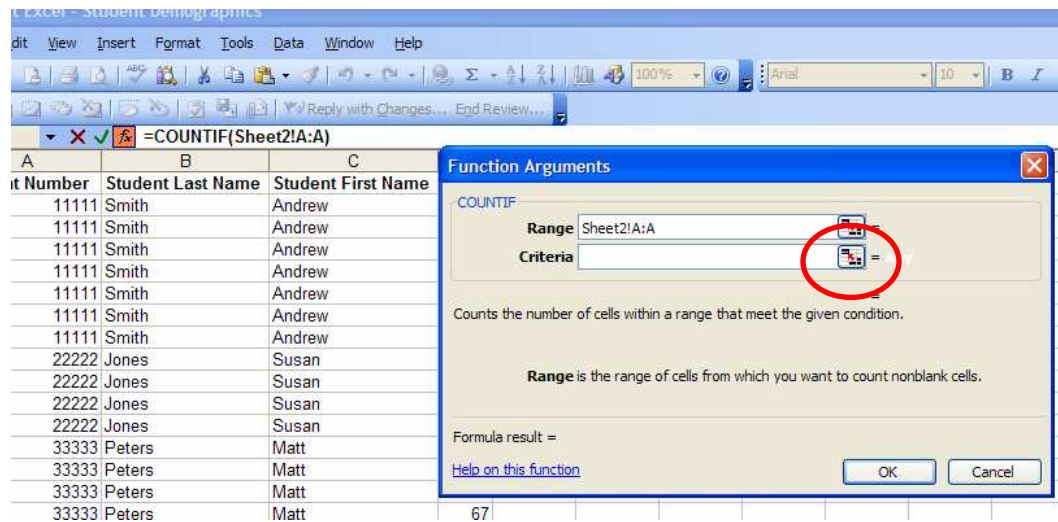 t Excel - Student Demographics
dit View Insert Format Tools Data Window Help
ABC Σ 100% Arial 10 B I
Reply with Changes... End Review...
fx =COUNTIF(Sheet2!A:A)
A B C
t Number Student Last Name Student First Name
11111 Smith Andrew
11111 Smith Andrew
11111 Smith Andrew
11111 Smith Andrew
11111 Smith Andrew
11111 Smith Andrew
11111 Smith Andrew
22222 Jones Susan
22222 Jones Susan
22222 Jones Susan
22222 Jones Susan
33333 Peters Matt
33333 Peters Matt
33333 Peters Matt
33333 Peters Matt 67
Function Arguments
COUNTIF
Range Sheet2!A:A =
Criteria =
=
Counts the number of cells within a range that meet the given condition.
Range is the range of cells from which you want to count nonblank cells.
Formula result =
Help on this function OK Cancel